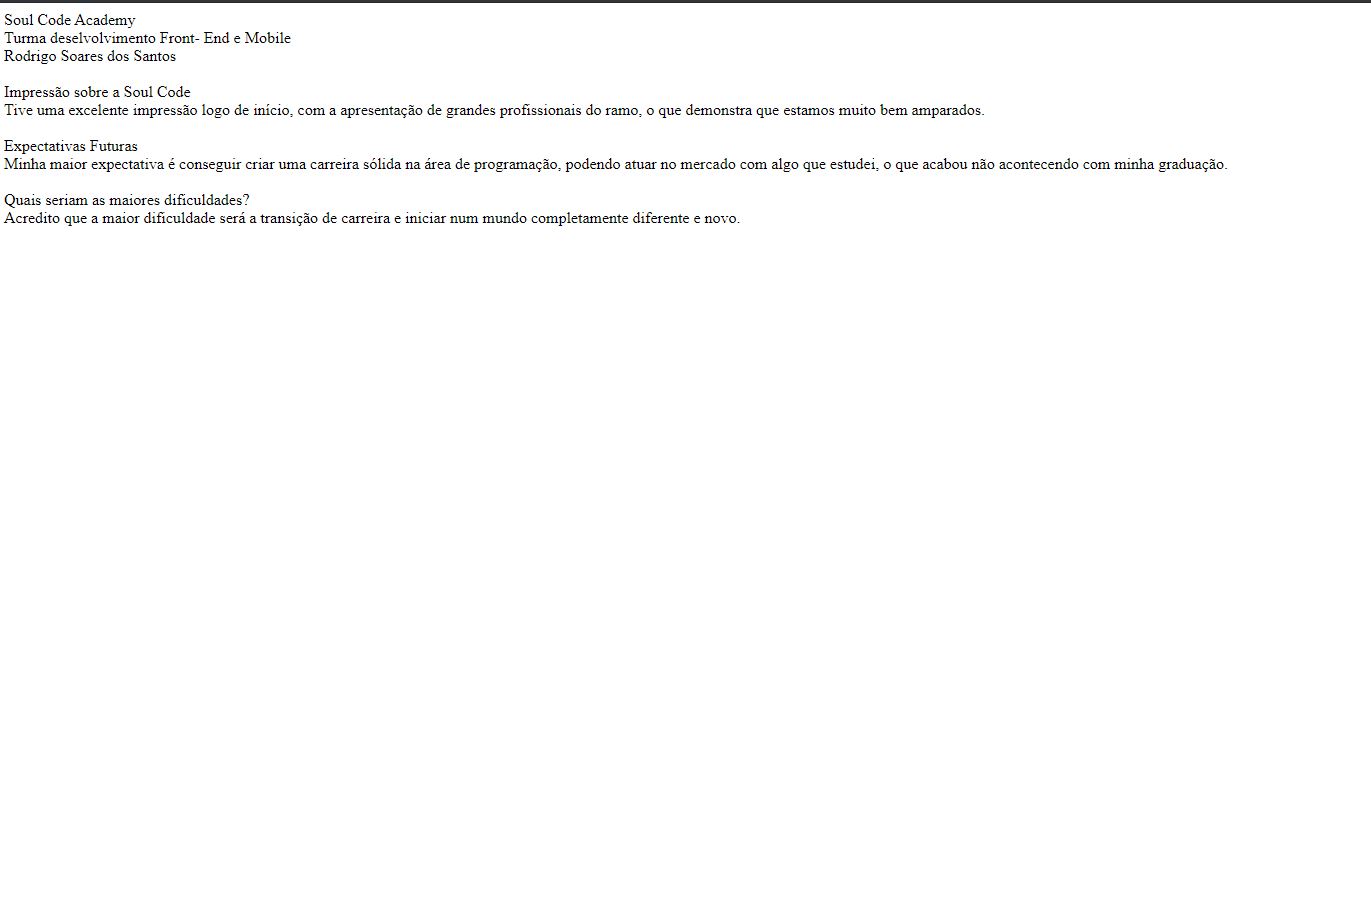 Soul Code Academy
Turma deselvolvimento Front- End e Mobile
Rodrigo Soares dos Santos
Impressão sobre a Soul Code
Tive uma excelente impressão logo de início, com a apresentação de grandes profissionais do ramo, o que demonstra que estamos muito bem amparados.
Expectativas Futuras
Minha maior expectativa é conseguir criar uma carreira sólida na área de programação, podendo atuar no mercado com algo que estudei, o que acabou não acontecendo com minha graduação.
Quais seriam as maiores dificuldades?
Acredito que a maior dificuldade será a transição de carreira e iniciar num mundo completamente diferente e novo.